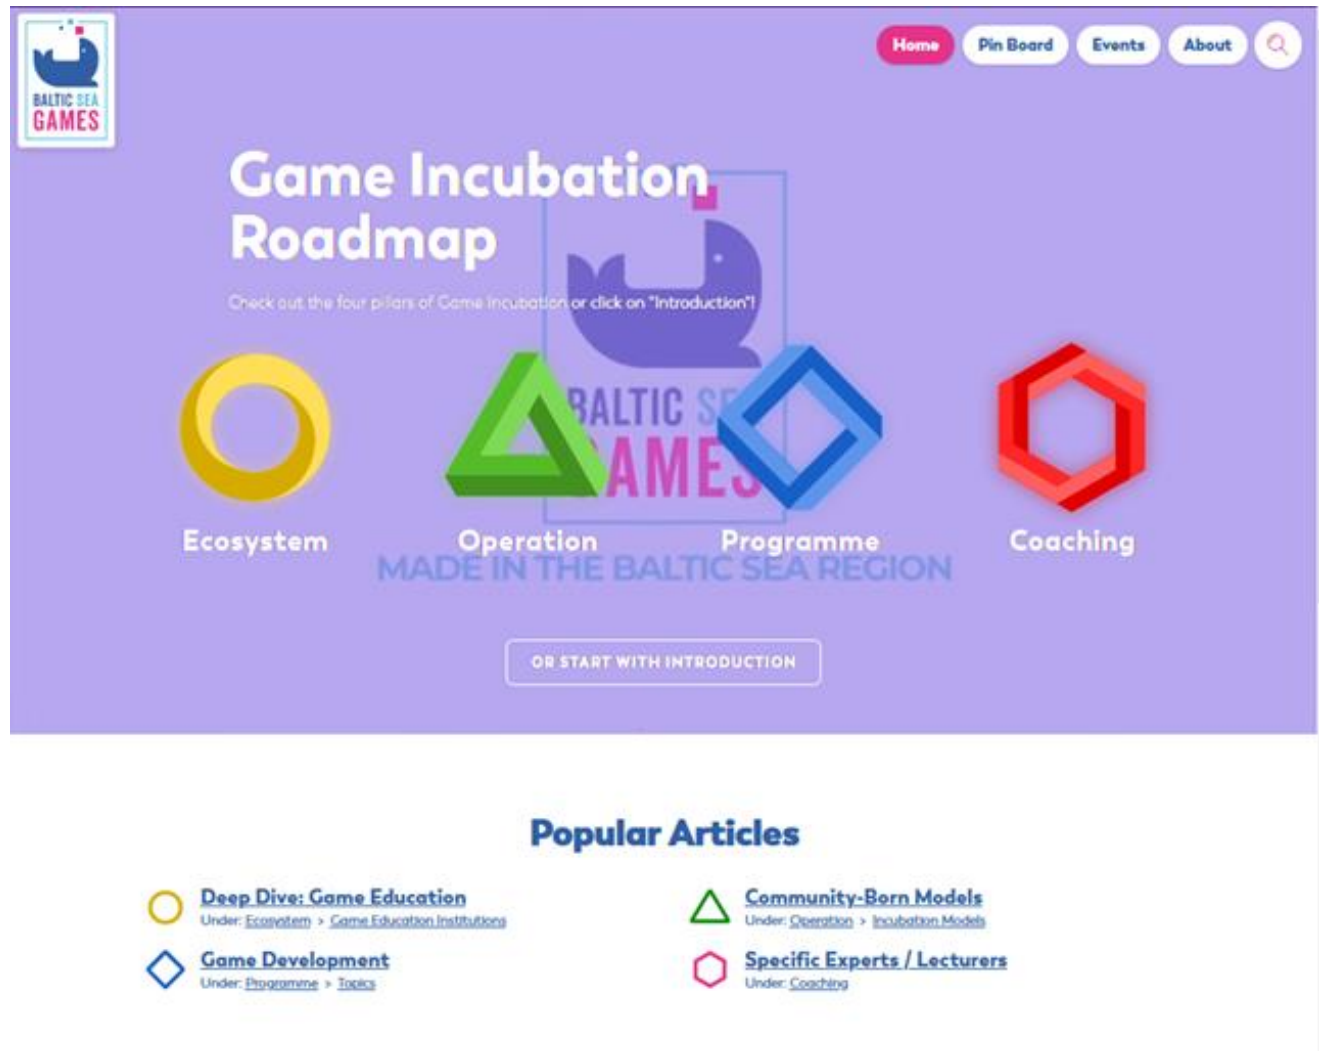 BALTIC SEA
GAMES
Home
Pin Board
Events
About
Game Incubation
Roadmap
Check out the four pillars of Game Incubation or click on "Introduction"!
BALTIC SEA
GAMES
Ecosystem
Operation
Programme
Coaching
MADE IN THE BALTIC SEA REGION
OR START WITH INTRODUCTION
Popular Articles
Deep Dive: Game Education
Under: Ecosystem > Game Education Institutions
Community-Born Models
Under: Operation > Incubation Models
Game Development
Under: Programme > Topics
Specific Experts / Lecturers
Under: Coaching